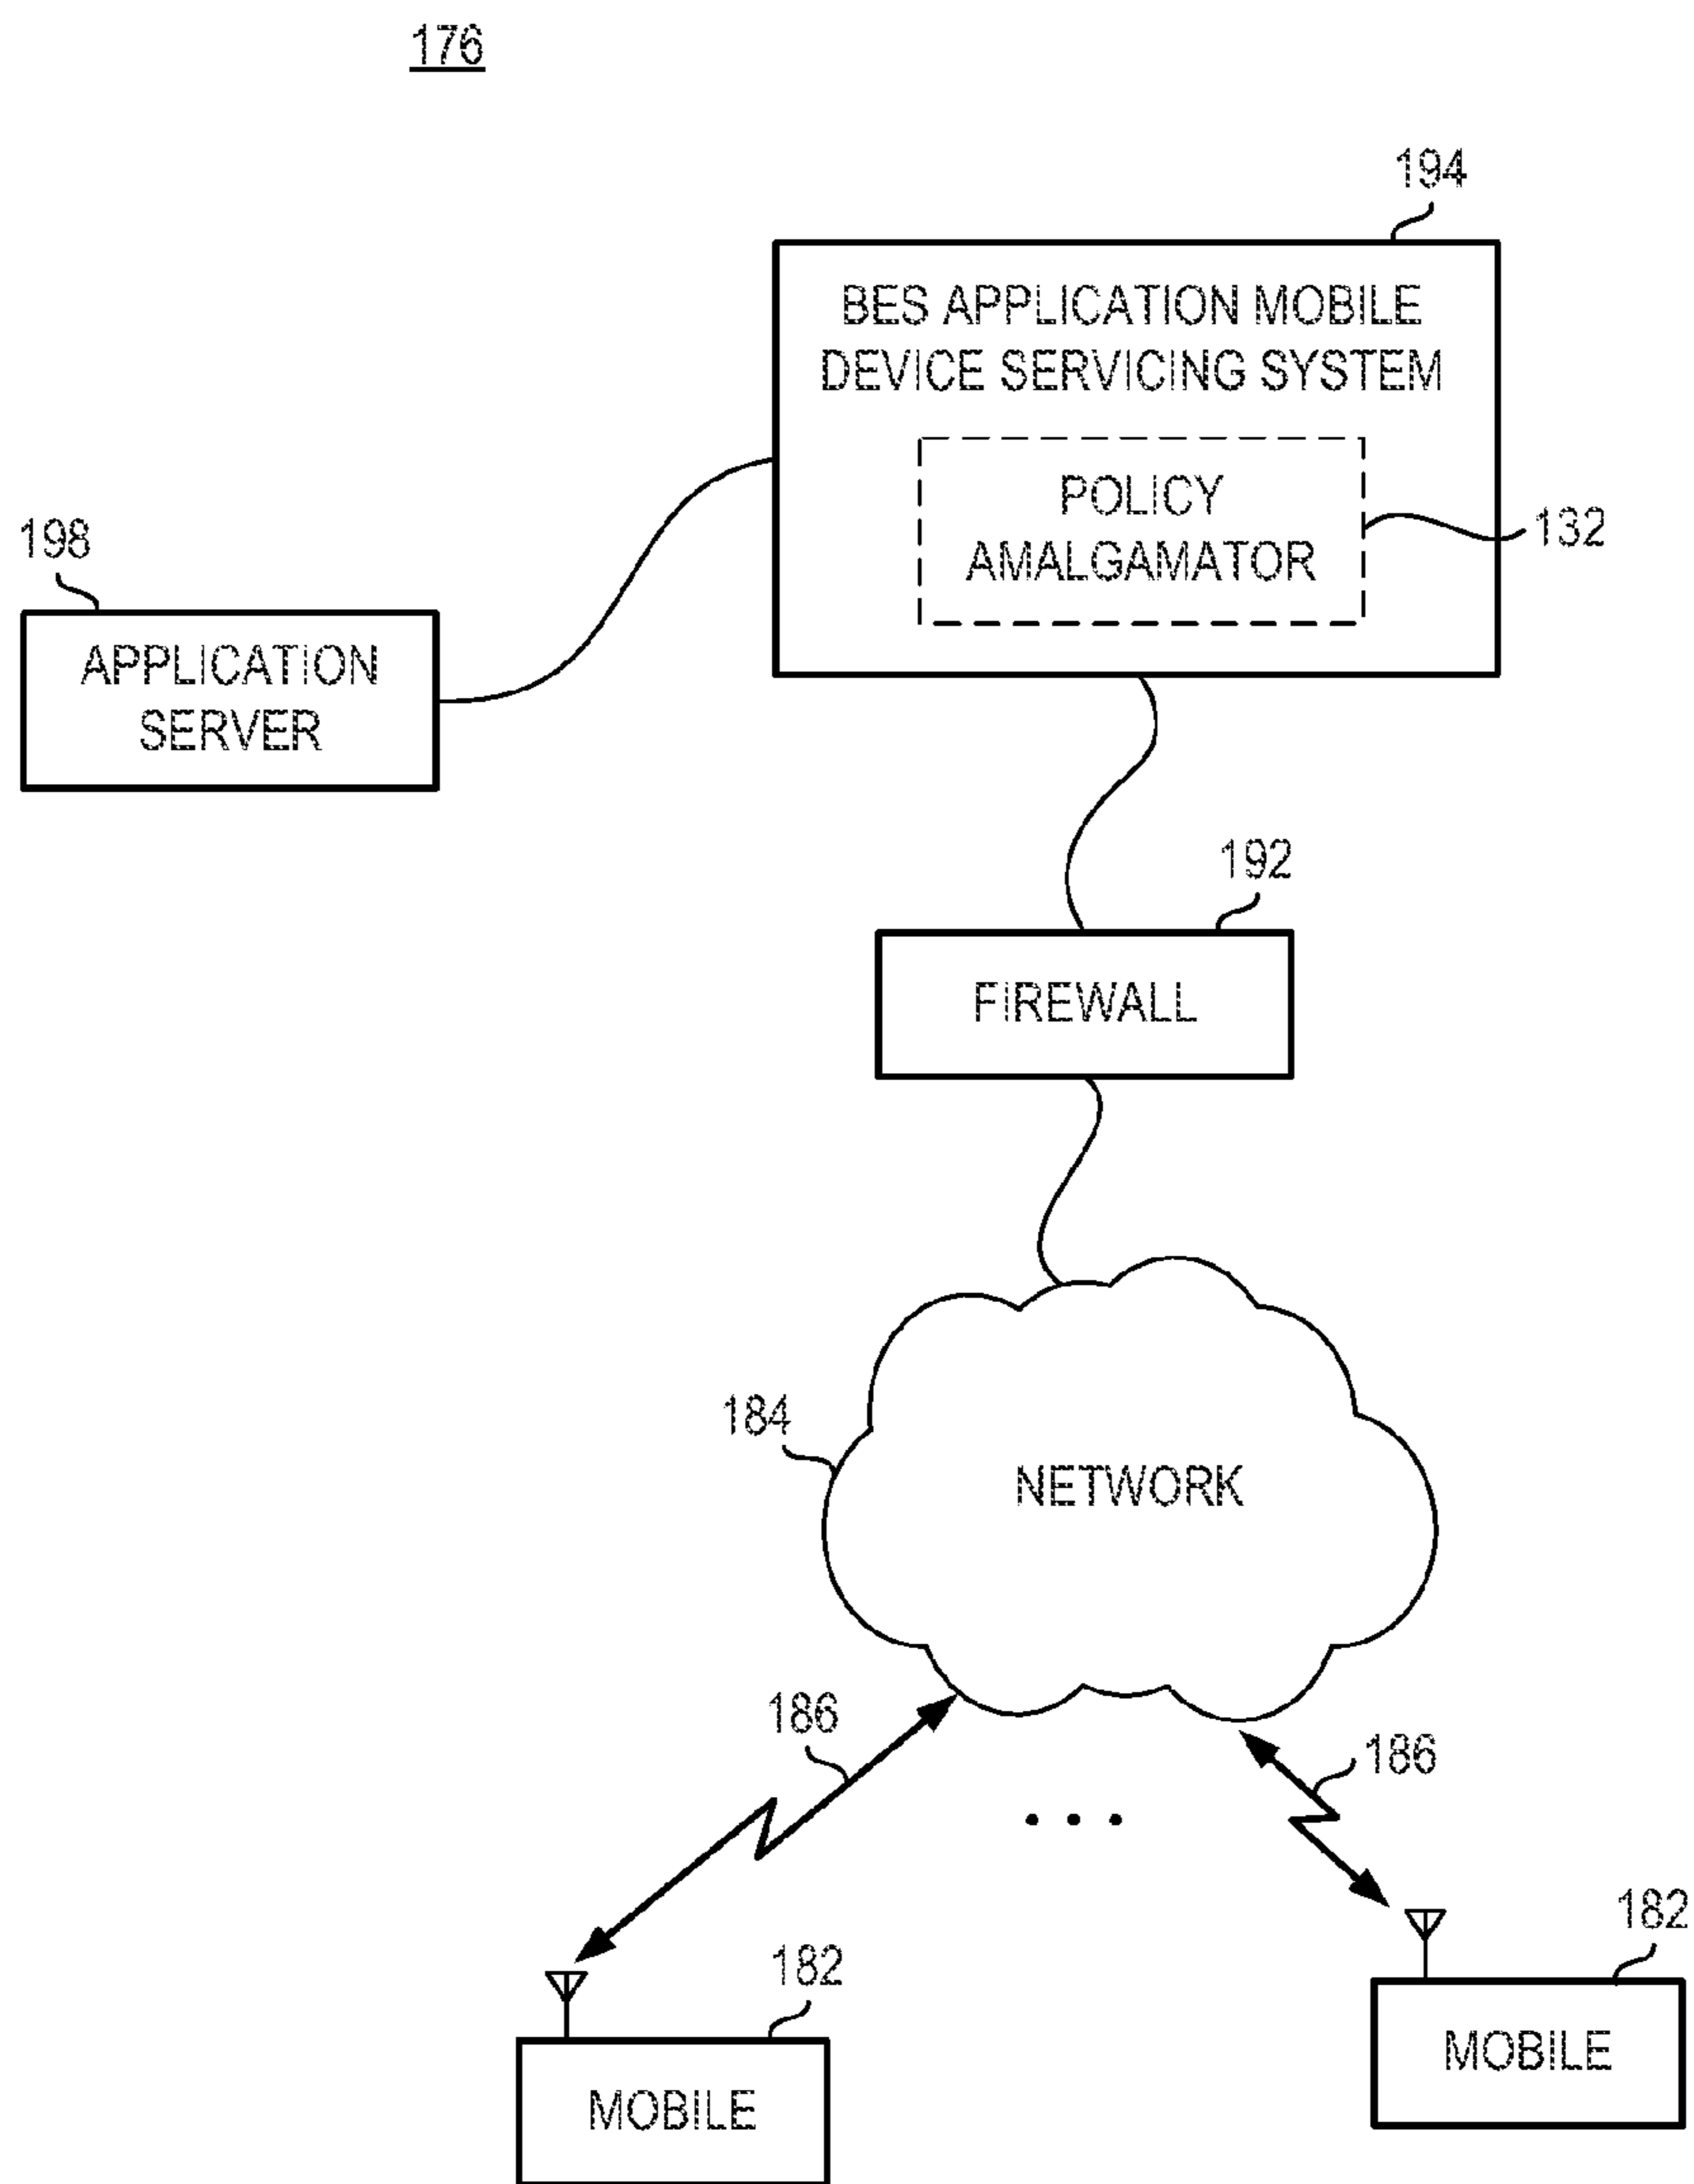 176
194
BES APPLICATION MOBILE
DEVICE SERVICING SYSTEM
POLICY
AMALGAMATOR
132
198
APPLICATION
SERVER
192
FIREWALL
184
NETWORK
186
186
182
MOBILE
182
MOBILE